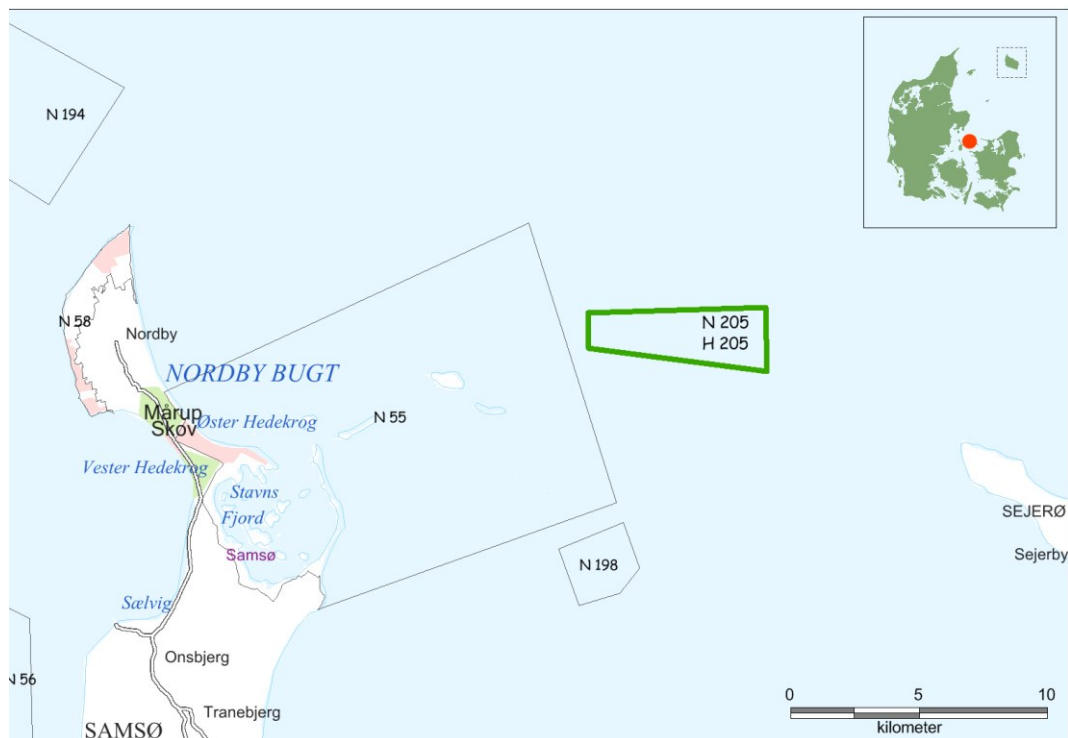 N 194
N 205
H 205
N 58
Nordby
NORDBY BUGT
Mårup
Skov
Øster Hedekrog
N 55
Vester Hedekrog
Stavns
Fjord
SEJERØ
Samsø
Sejerby
N 198
Sælvig
Onsbjerg
N 56
Tranebjerg
SAMSØ
0 5 10
kilometer